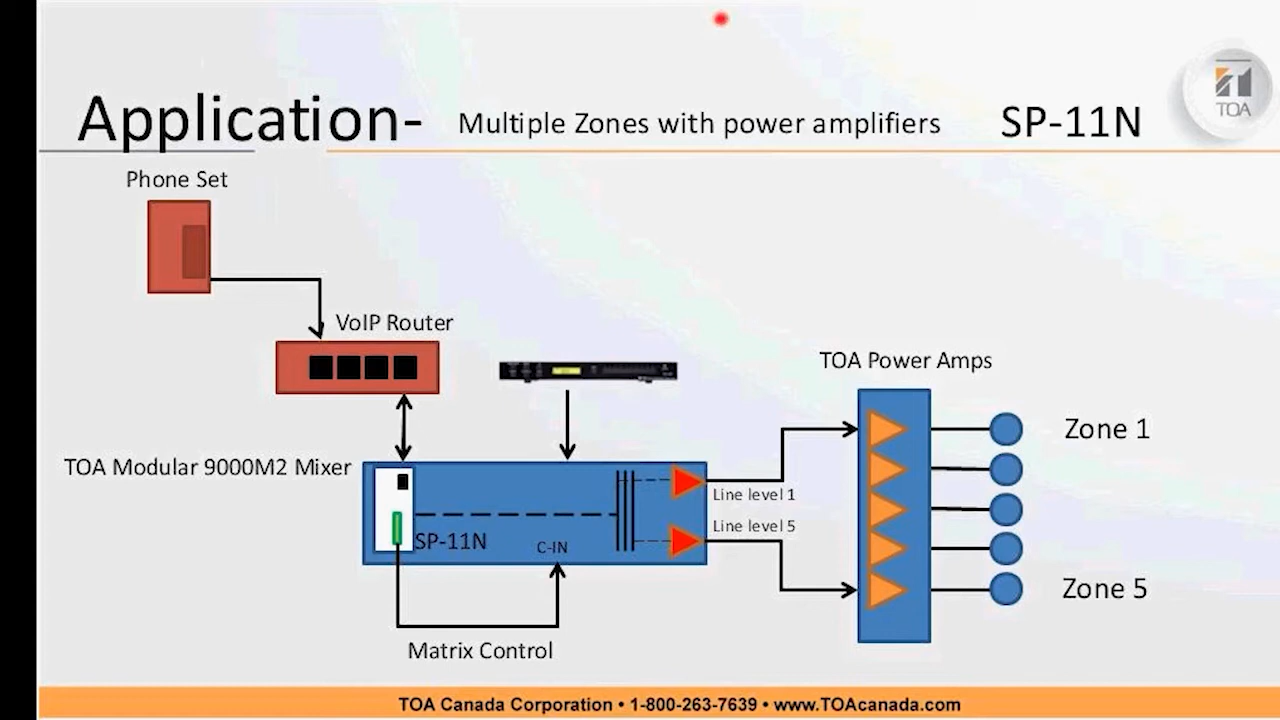 Application-
Multiple Zones with power amplifiers
SP-11N
TOA
Phone Set
VoIP Router
TOA Power Amps
Zone 1
TOA Modular 9000M2 Mixer
Line level 1
Line level 5
SP-11N
C-IN
Zone 5
Matrix Control
TOA Canada Corporation • 1-800-263-7639 • www.TOAcanada.com